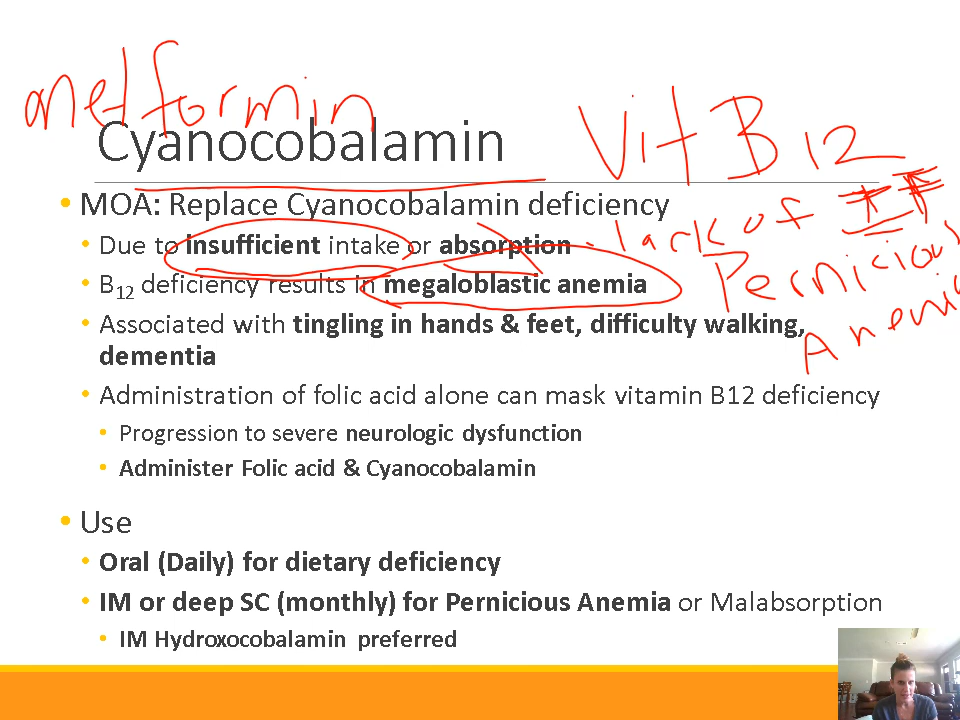 metformin
Cyanocobalamin
Vit B12
• MOA: Replace Cyanocobalamin deficiency
• Due to insufficient intake or absorption
lack of IF
• B12 deficiency results in megaloblastic anemia
Pernicious
• Associated with tingling in hands & feet, difficulty walking,
dementia
• Administration of folic acid alone can mask vitamin B12 deficiency
• Progression to severe neurologic dysfunction
• Administer Folic acid & Cyanocobalamin
• Use
• Oral (Daily) for dietary deficiency
• IM or deep SC (monthly) for Pernicious Anemia or Malabsorption
• IM Hydroxocobalamin preferred